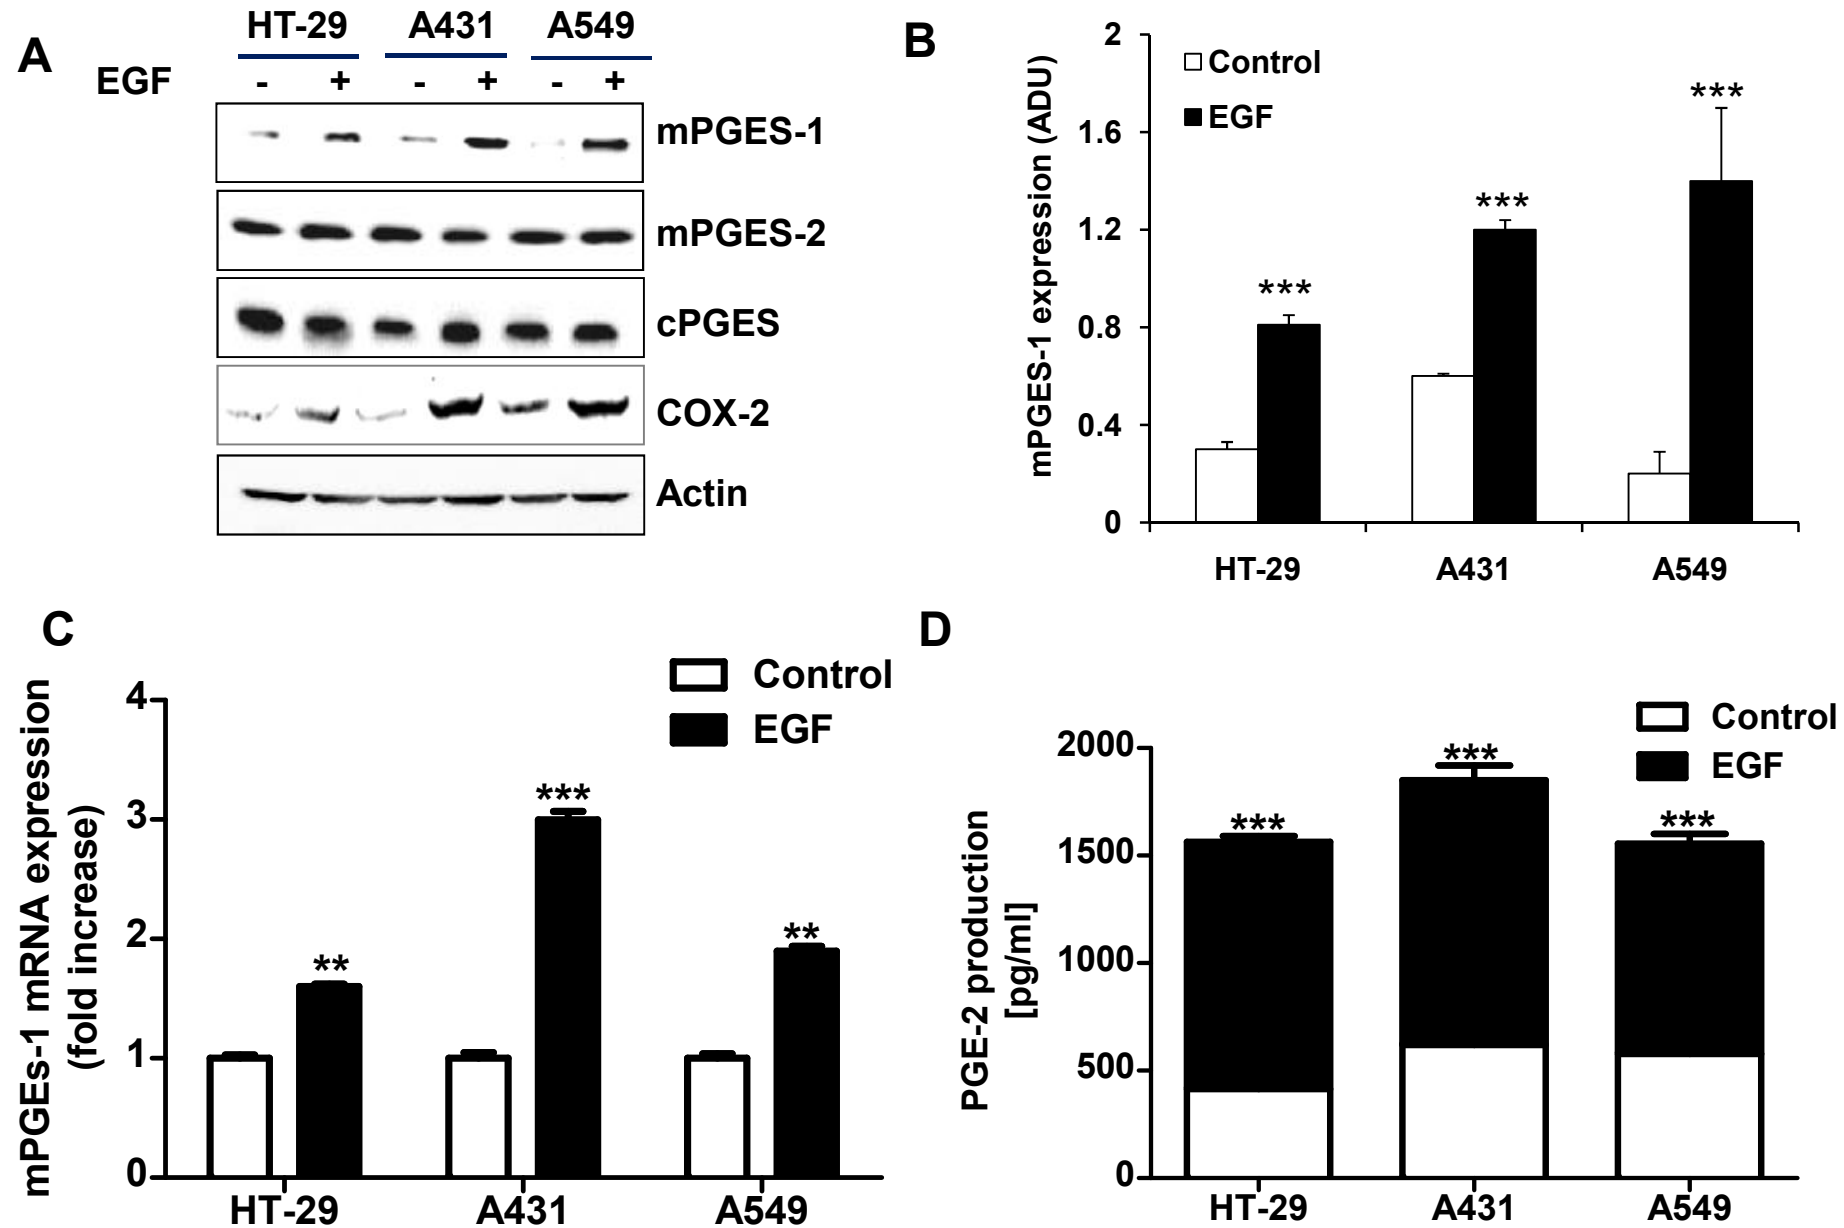 A
HT-29 A431 A549
EGF - + - + - +
mPGES-1
mPGES-2
cPGES
COX-2
Actin
B
mPGES-1 expression (ADU)
2
1.6
1.2
0.8
0.4
0
Control
EGF
***
***
***
HT-29 A431 A549
C
mPGEs-1 mRNA expression
(fold increase)
4
3
2
1
0
Control
EGF
**
***
**
HT-29 A431 A549
D
PGE-2 production
[pg/ml]
2000
1500
1000
500
0
Control
EGF
***
***
***
HT-29 A431 A549